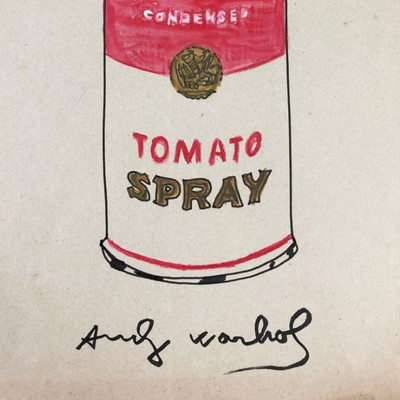 CONDENSED
TOMATO
SPRAY
Andy Warhol